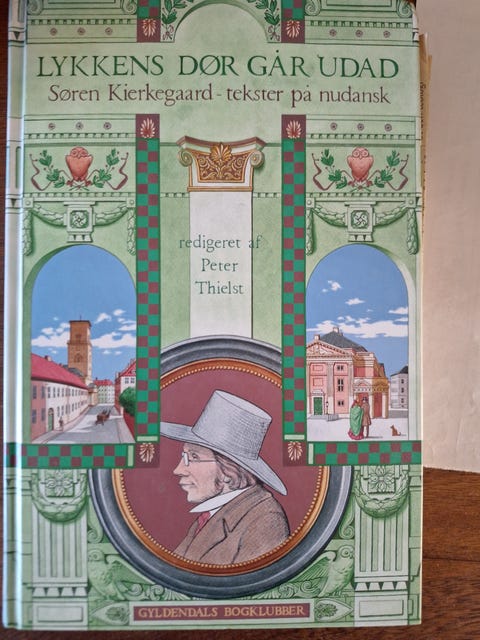 LYKKENS DØR GÅR UDAD
Søren Kierkegaard - tekster på nudansk
redigeret af
Peter
Thielst
GYLDENDALS BOGKLUBBER